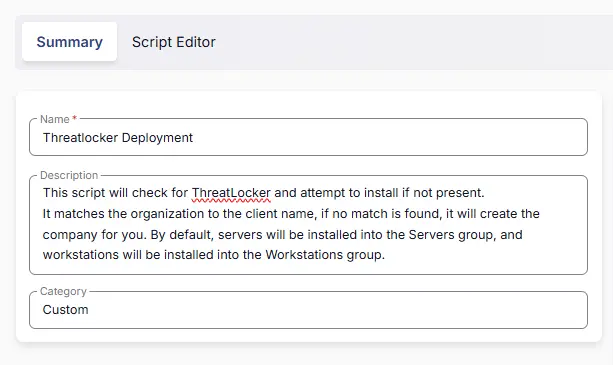 Summary
Script Editor
Name *
Threatlocker Deployment
Description
This script will check for ThreatLocker and attempt to install if not present.
It matches the organization to the client name, if no match is found, it will create the
company for you. By default, servers will be installed into the Servers group, and
workstations will be installed into the Workstations group.
Category
Custom